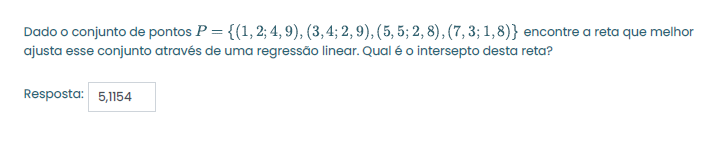 Dado o conjunto de pontos P = {(1, 2; 4, 9), (3, 4; 2, 9), (5, 5; 2, 8), (7, 3; 1, 8)} encontre a reta que melhor
ajusta esse conjunto através de uma regressão linear. Qual é o intersepto desta reta?
Resposta: 5,1154